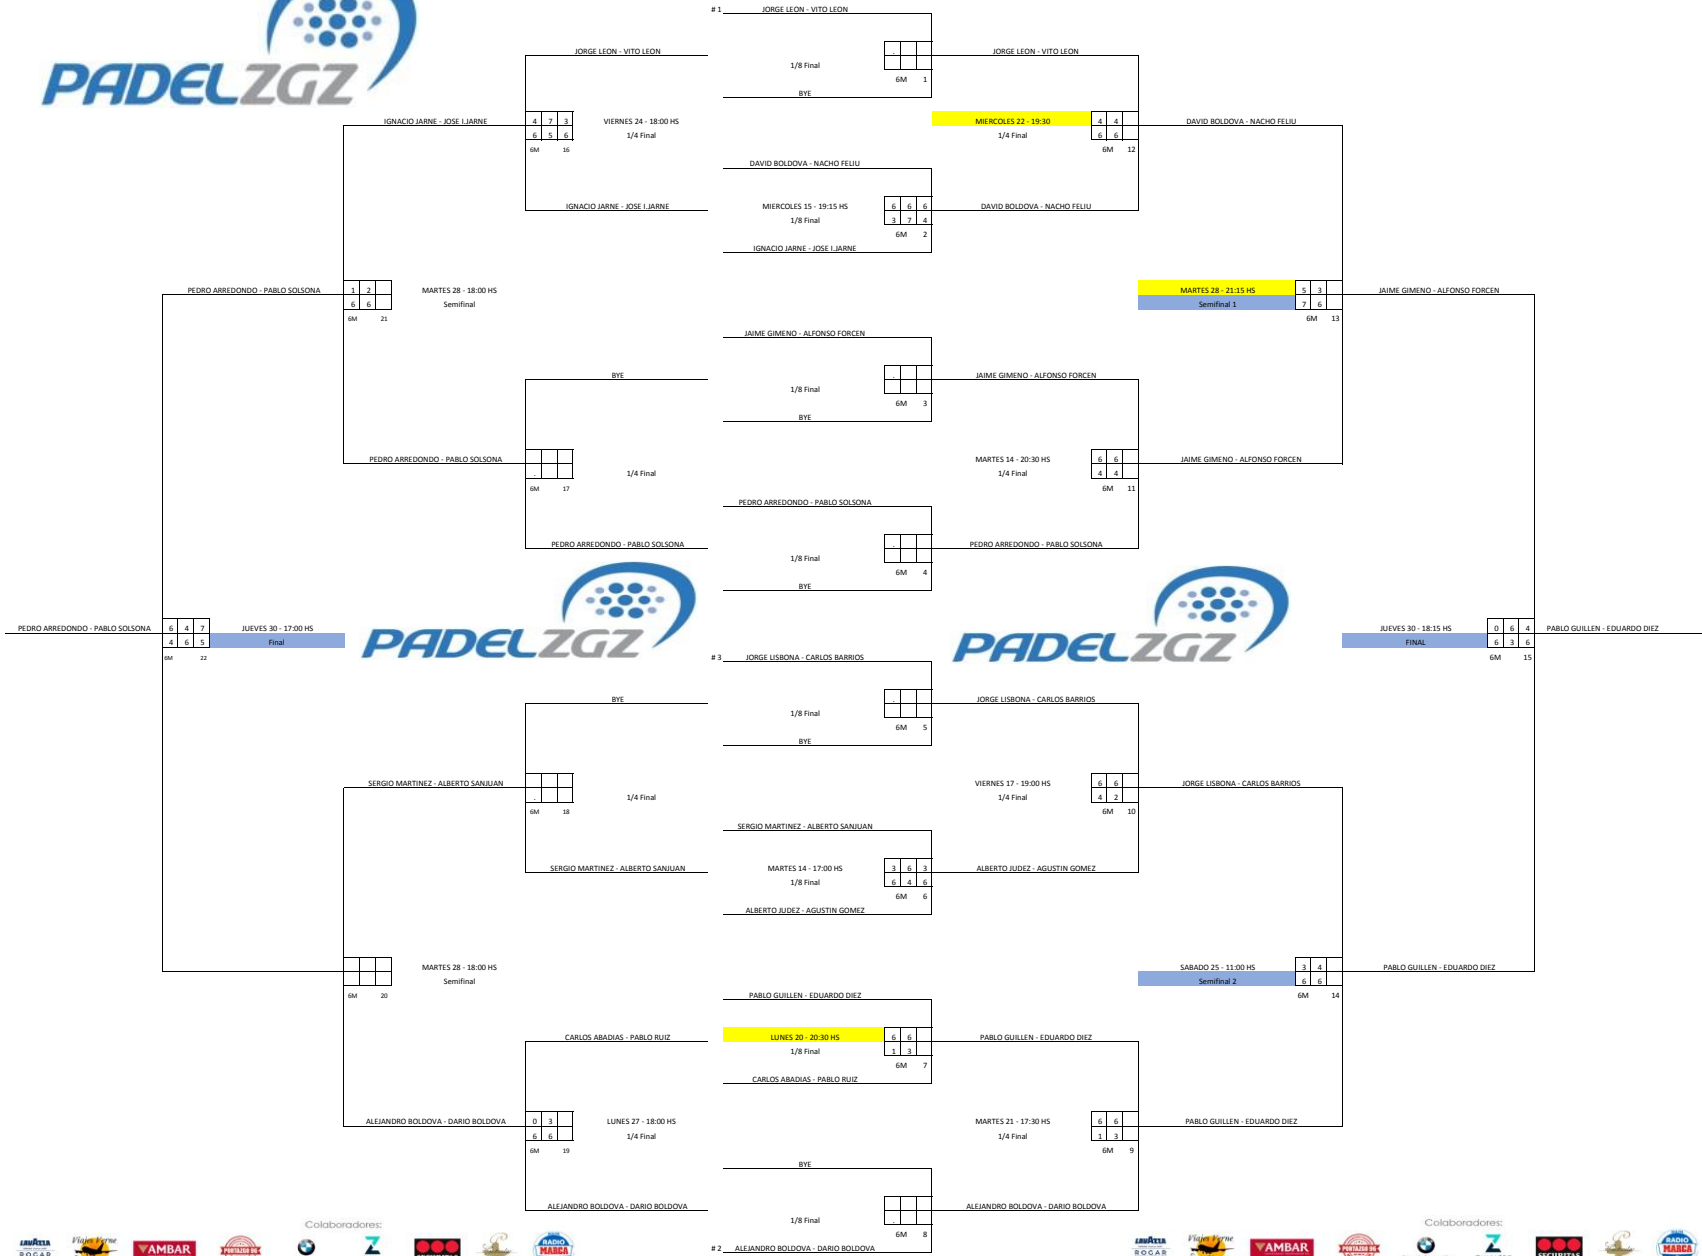 # 1 JORGE LEON - VITO LEON
JORGE LEON - VITO LEON
.
JORGE LEON - VITO LEON
1/8 Final
6M 1
PADELZGZ
BYE
IGNACIO JARNE - JOSE I.JARNE
4 7 3
VIERNES 24 - 18:00 HS
MIERCOLES 22 - 19:30
4 4
DAVID BOLDOVA - NACHO FELIU
6 5 6
1/4 Final
1/4 Final
6 6
6M 16
6M 12
DAVID BOLDOVA - NACHO FELIU
IGNACIO JARNE - JOSE I.JARNE
MIERCOLES 15 - 19:15 HS
6 6 6
DAVID BOLDOVA - NACHO FELIU
1/8 Final
3 7 4
6M 2
IGNACIO JARNE - JOSE I.JARNE
PEDRO ARREDONDO - PABLO SOLSONA
1 2
MARTES 28 - 18:00 HS
MARTES 28 - 21:15 HS
5 3
JAIME GIMENO - ALFONSO FORCEN
6 6
Semifinal
Semifinal 1
7 6
6M 21
6M 13
JAIME GIMENO - ALFONSO FORCEN
BYE
.
JAIME GIMENO - ALFONSO FORCEN
1/8 Final
6M 3
BYE
PEDRO ARREDONDO - PABLO SOLSONA
MARTES 14 - 20:30 HS
6 6
JAIME GIMENO - ALFONSO FORCEN
.
1/4 Final
1/4 Final
4 4
6M 17
6M 11
PEDRO ARREDONDO - PABLO SOLSONA
PEDRO ARREDONDO - PABLO SOLSONA
.
PEDRO ARREDONDO - PABLO SOLSONA
1/8 Final
6M 4
BYE
PEDRO ARREDONDO - PABLO SOLSONA
6 4 7
JUEVES 30 - 17:00 HS
PADELZGZ
PADELZGZ
JUEVES 30 - 18:15 HS
0 6 4
PABLO GUILLEN - EDUARDO DIEZ
4 6 5
Final
FINAL
6 3 6
6M 22
6M 15
# 3 JORGE LISBONA - CARLOS BARRIOS
BYE
.
JORGE LISBONA - CARLOS BARRIOS
1/8 Final
6M 5
BYE
SERGIO MARTINEZ - ALBERTO SANJUAN
VIERNES 17 - 19:00 HS
6 6
JORGE LISBONA - CARLOS BARRIOS
.
1/4 Final
1/4 Final
4 2
6M 18
6M 10
SERGIO MARTINEZ - ALBERTO SANJUAN
SERGIO MARTINEZ - ALBERTO SANJUAN
MARTES 14 - 17:00 HS
3 6 3
ALBERTO JUDEZ - AGUSTIN GOMEZ
1/8 Final
6 4 6
6M 6
ALBERTO JUDEZ - AGUSTIN GOMEZ
MARTES 28 - 18:00 HS
SABADO 25 - 11:00 HS
3 4
PABLO GUILLEN - EDUARDO DIEZ
Semifinal
Semifinal 2
6 6
6M 20
6M 14
PABLO GUILLEN - EDUARDO DIEZ
CARLOS ABADIAS - PABLO RUIZ
LUNES 20 - 20:30 HS
6 6
PABLO GUILLEN - EDUARDO DIEZ
1/8 Final
1 3
6M 7
CARLOS ABADIAS - PABLO RUIZ
ALEJANDRO BOLDOVA - DARIO BOLDOVA
0 3
LUNES 27 - 18:00 HS
MARTES 21 - 17:30 HS
6 6
PABLO GUILLEN - EDUARDO DIEZ
6 6
1/4 Final
1/4 Final
1 3
6M 19
6M 9
BYE
ALEJANDRO BOLDOVA - DARIO BOLDOVA
ALEJANDRO BOLDOVA - DARIO BOLDOVA
1/8 Final
.
6M 8
# 2 ALEJANDRO BOLDOVA - DARIO BOLDOVA
Colaboradores:
LAVAZZA
ROGAR
Viajes Verne
AMBAR
PORTAZGO 96
BMW
Z
RADIO
MARCA
Colaboradores:
LAVAZZA
ROGAR
Viajes Verne
AMBAR
PORTAZGO 96
Z
SECURITAS
RADIO
MARCA